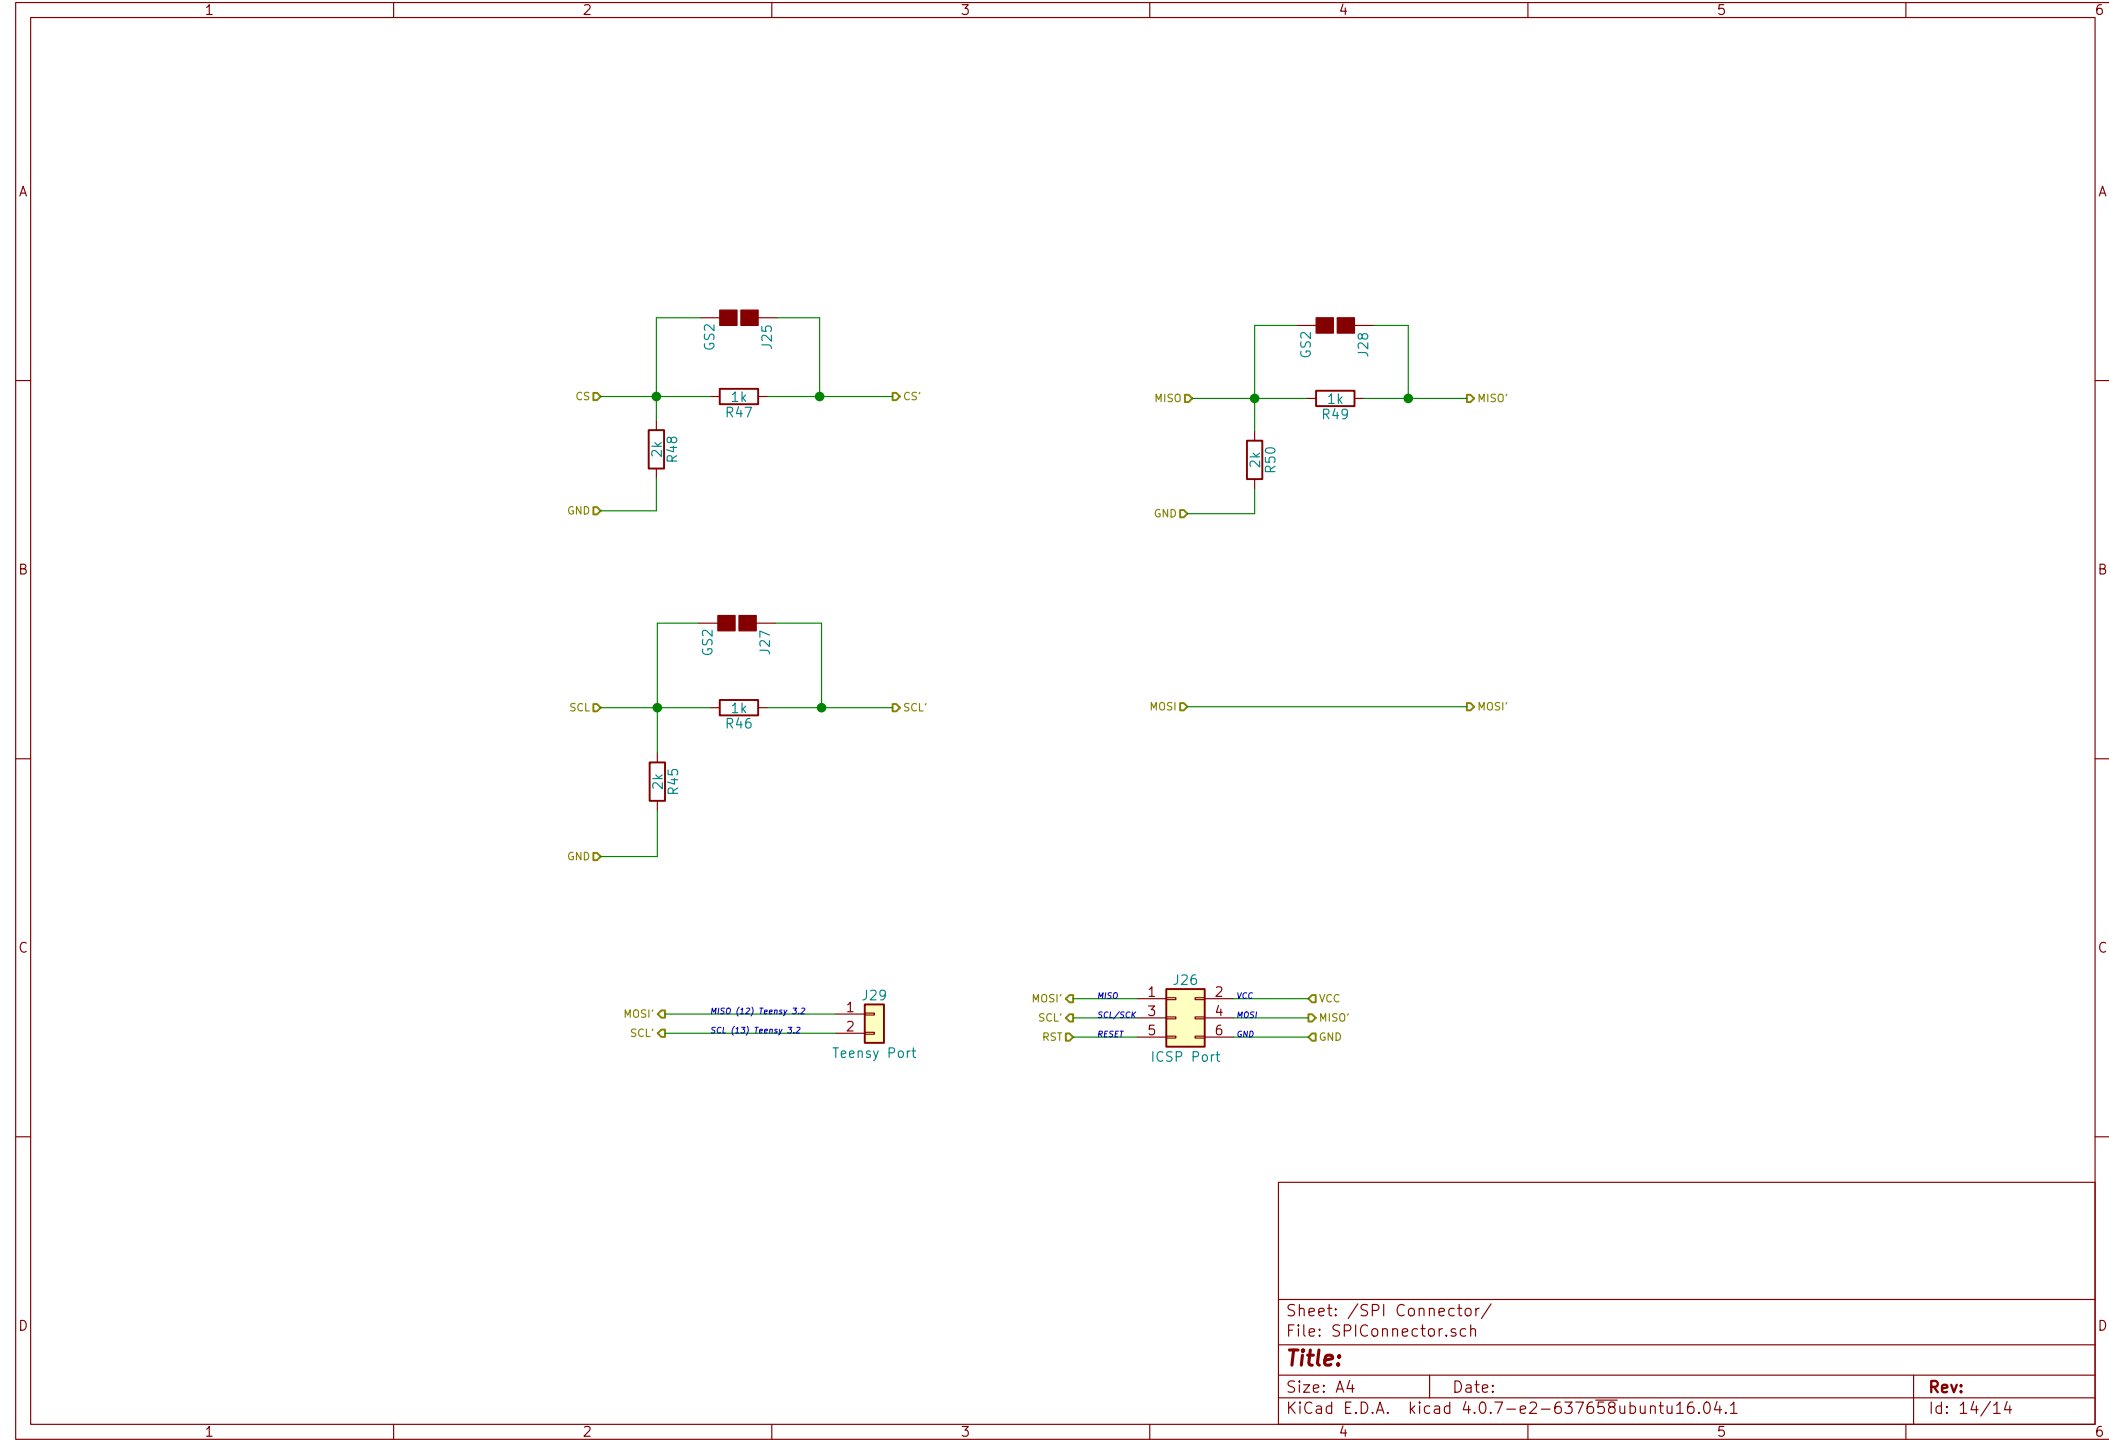 1 2 3 4 5 6
A A
GS2 J25
GS2 J28
CS 1k CS'
R47
MISO 1k MISO'
R49
2k R48
2k R50
GND
GND
B B
GS2 J27
SCL 1k SCL'
R46
MOSI MOSI'
2k R45
GND
C C
J29
MOSI' MISO (12) Teensy 3.2 1
SCL' SCL (13) Teensy 3.2 2
Teensy Port
J26
MOSI' MISO 1 2 VCC VCC
SCL' SCL/SCK 3 4 MOSI MISO'
RST RESET 5 6 GND GND
ICSP Port
D D
Sheet: /SPI Connector/
File: SPIConnector.sch
Title:
Size: A4 Date: Rev:
KiCad E.D.A. kicad 4.0.7-e2-637658ubuntu16.04.1 Id: 14/14
1 2 3 4 5 6